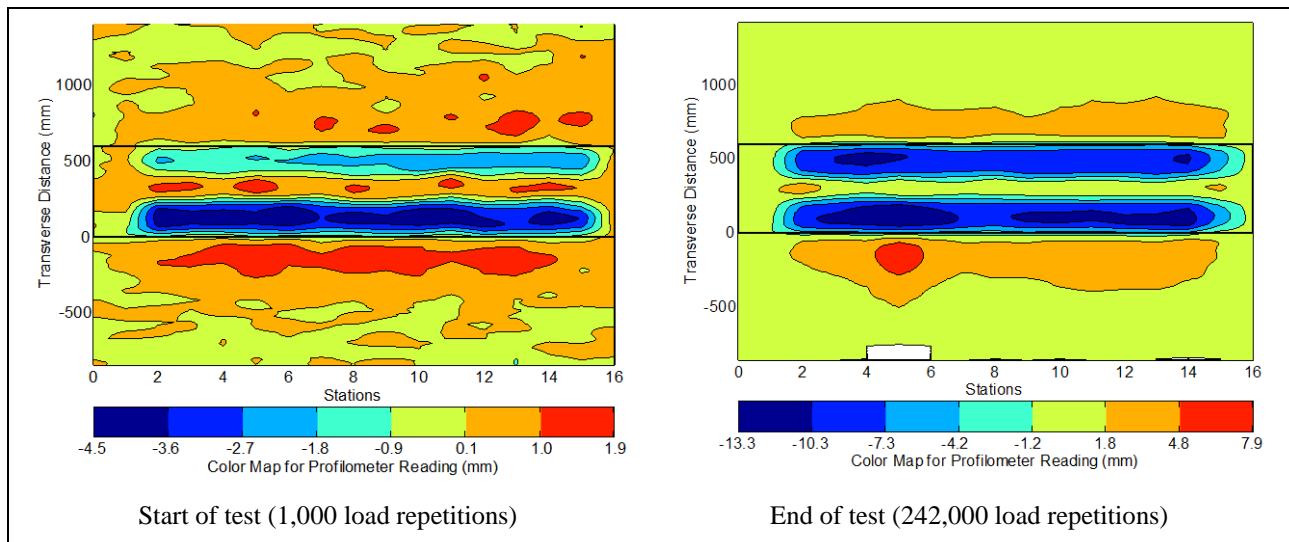 Transverse Distance (mm)
1000
500
0
-500
0 2 4 6 8 10 12 14 16
Stations
-4.5 -3.6 -2.7 -1.8 -0.9 0.1 1.0 1.9
Color Map for Profilometer Reading (mm)
Start of test (1,000 load repetitions)
Transverse Distance (mm)
1000
500
0
-500
0 2 4 6 8 10 12 14 16
Stations
-13.3 -10.3 -7.3 -4.2 -1.2 1.8 4.8 7.9
Color Map for Profilometer Reading (mm)
End of test (242,000 load repetitions)